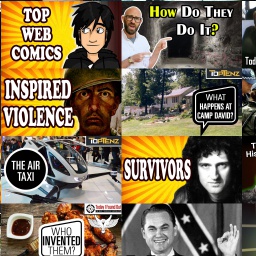 TOP
WEB
COMICS
How Do They
Do It?
INSPIRED
VIOLENCE
TOPTENZ
WHAT
HAPPENS AT
CAMP DAVID?
TOPTENZ
THE AIR
TAXI
SURVIVORS
WHO
INVENTED
THEM?